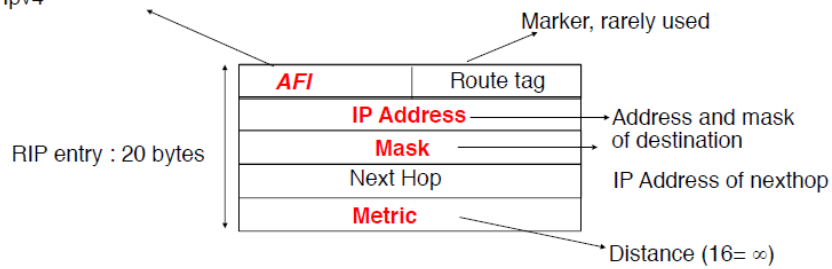 Ipv4
Marker, rarely used
AFI Route tag
IP Address
Address and mask
of destination
Mask
RIP entry : 20 bytes
Next Hop
IP Address of nexthop
Metric
Distance (16= ∞)